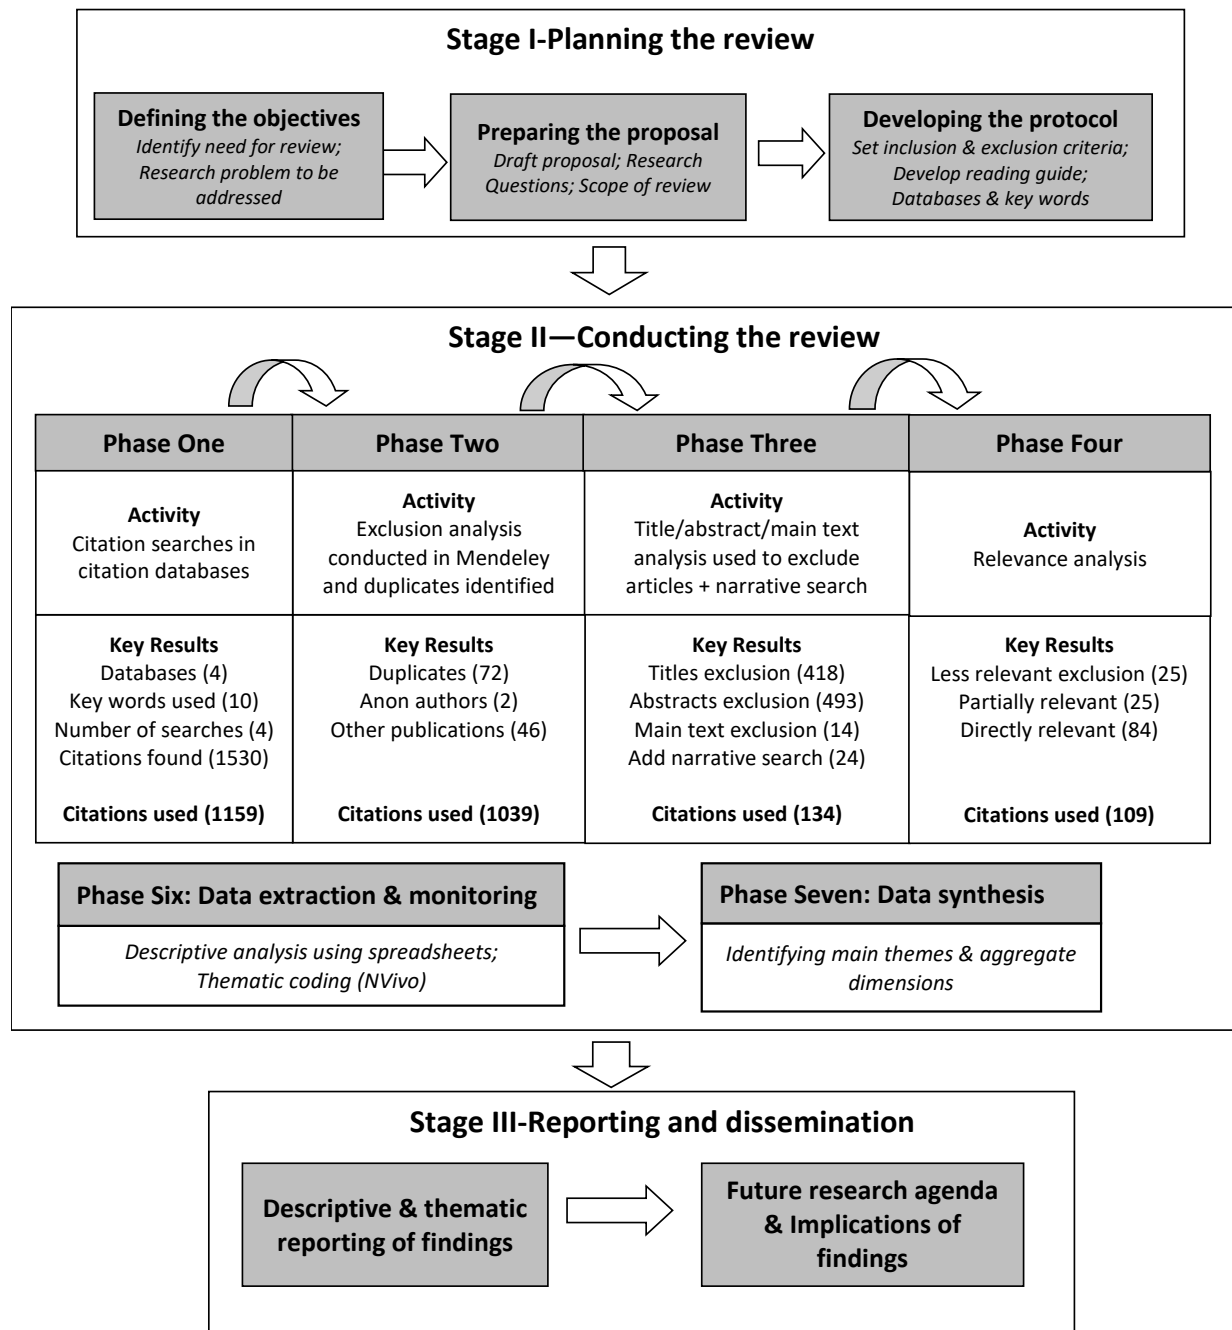 Stage I-Planning the review
Defining the objectives
Identify need for review;
Research problem to be
addressed
Preparing the proposal
Draft proposal; Research
Questions; Scope of review
Developing the protocol
Set inclusion & exclusion criteria;
Develop reading guide;
Databases & key words
Stage II—Conducting the review
Phase One
Activity
Citation searches in
citation databases
Key Results
Databases (4)
Key words used (10)
Number of searches (4)
Citations found (1530)
Citations used (1159)
Phase Two
Activity
Exclusion analysis
conducted in Mendeley
and duplicates identified
Key Results
Duplicates (72)
Anon authors (2)
Other publications (46)
Citations used (1039)
Phase Three
Activity
Title/abstract/main text
analysis used to exclude
articles + narrative search
Key Results
Titles exclusion (418)
Abstracts exclusion (493)
Main text exclusion (14)
Add narrative search (24)
Citations used (134)
Phase Four
Activity
Relevance analysis
Key Results
Less relevant exclusion (25)
Partially relevant (25)
Directly relevant (84)
Citations used (109)
Phase Six: Data extraction & monitoring
Descriptive analysis using spreadsheets;
Thematic coding (NVivo)
Phase Seven: Data synthesis
Identifying main themes & aggregate
dimensions
Stage III-Reporting and dissemination
Descriptive & thematic
reporting of findings
Future research agenda
& Implications of
findings